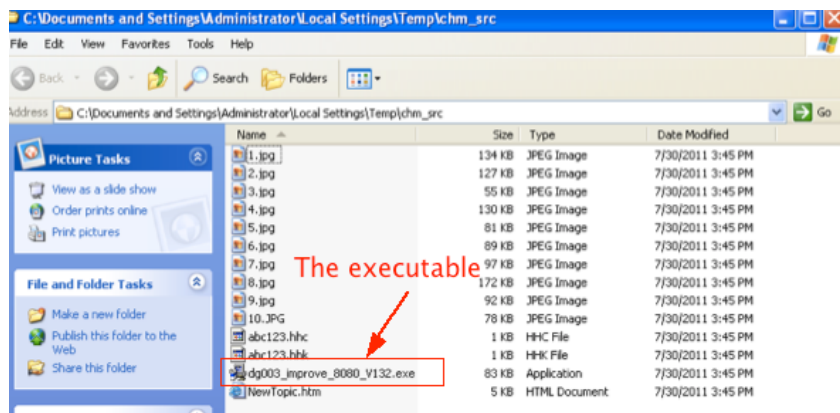 C:\Documents and Settings\Administrator\Local Settings\Temp\chm_src
File Edit View Favorites Tools Help
Back Search Folders
Address C:\Documents and Settings\Administrator\Local Settings\Temp\chm_src Go
Name Size Type Date Modified
Picture Tasks
View as a slide show
Order prints online
Print pictures
File and Folder Tasks
Make a new folder
Publish this folder to the
Web
Share this folder
1.jpg 134 KB JPEG Image 7/30/2011 3:45 PM
2.jpg 127 KB JPEG Image 7/30/2011 3:45 PM
3.jpg 55 KB JPEG Image 7/30/2011 3:45 PM
4.jpg 130 KB JPEG Image 7/30/2011 3:45 PM
5.jpg 81 KB JPEG Image 7/30/2011 3:45 PM
6.jpg 89 KB JPEG Image 7/30/2011 3:45 PM
7.jpg 97 KB JPEG Image 7/30/2011 3:45 PM
8.jpg 172 KB JPEG Image 7/30/2011 3:45 PM
9.jpg 92 KB JPEG Image 7/30/2011 3:45 PM
10.JPG 78 KB JPEG Image 7/30/2011 3:45 PM
abc123.hhc 1 KB HHC File 7/30/2011 3:45 PM
abc123.hhk 1 KB HHK File 7/30/2011 3:45 PM
dg003_improve_8080_V132.exe 83 KB Application 7/30/2011 3:45 PM
NewTopic.htm 5 KB HTML Document 7/30/2011 3:45 PM
The executable